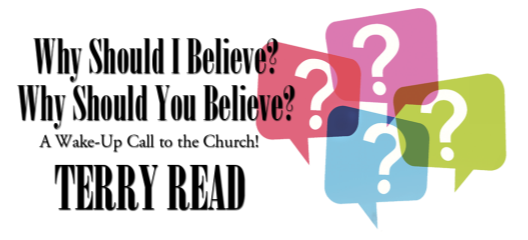 Why Should I Believe?
Why Should You Believe?
A Wake-Up Call to the Church!
TERRY READ
?
?
?
?